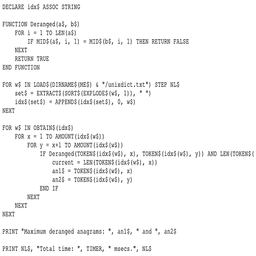 DECLARE idx$ ASSOC STRING
FUNCTION Deranged(a$, b$)
FOR i = 1 TO LEN(a$)
IF MID$(a$, i, 1) = MID$(b$, i, 1) THEN RETURN FALSE
NEXT
RETURN TRUE
END FUNCTION
FOR w$ IN LOAD$(DIRNAME$(ME$) & "/unixdict.txt") STEP NL$
set$ = EXTRACT$(SORT$(EXPLODE$(w$, 1)), " ")
idx$(set$) = APPEND$(idx$(set$), 0, w$)
NEXT
FOR w$ IN OBTAIN$(idx$)
FOR x = 1 TO AMOUNT(idx$(w$))
FOR y = x+1 TO AMOUNT(idx$(w$))
IF Deranged(TOKEN$(idx$(w$), x), TOKEN$(idx$(w$), y)) AND LEN(TOKEN$(
current = LEN(TOKEN$(idx$(w$), x))
an1$ = TOKEN$(idx$(w$), x)
an2$ = TOKEN$(idx$(w$), y)
END IF
NEXT
NEXT
NEXT
PRINT "Maximum deranged anagrams: ", an1$, " and ", an2$
PRINT NL$, "Total time: ", TIMER, " msecs.", NL$